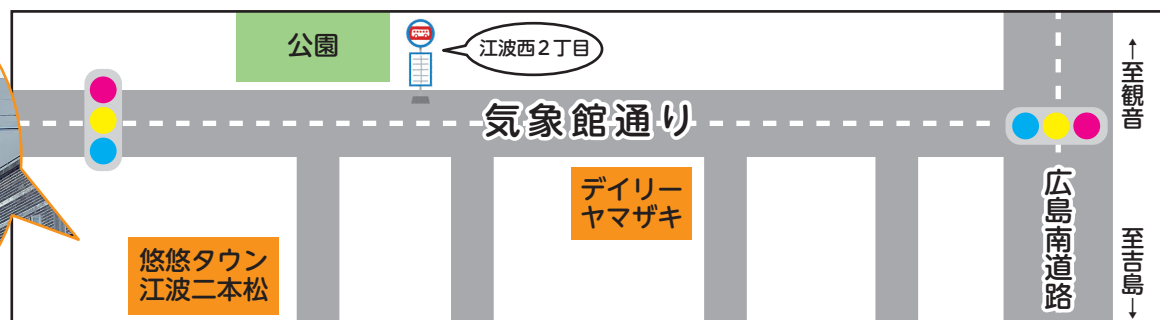 公園
江波西2丁目
気象館通り
←至観音
デイリー
ヤマザキ
広島南道路
悠悠タウン
江波二本松
至吉島→